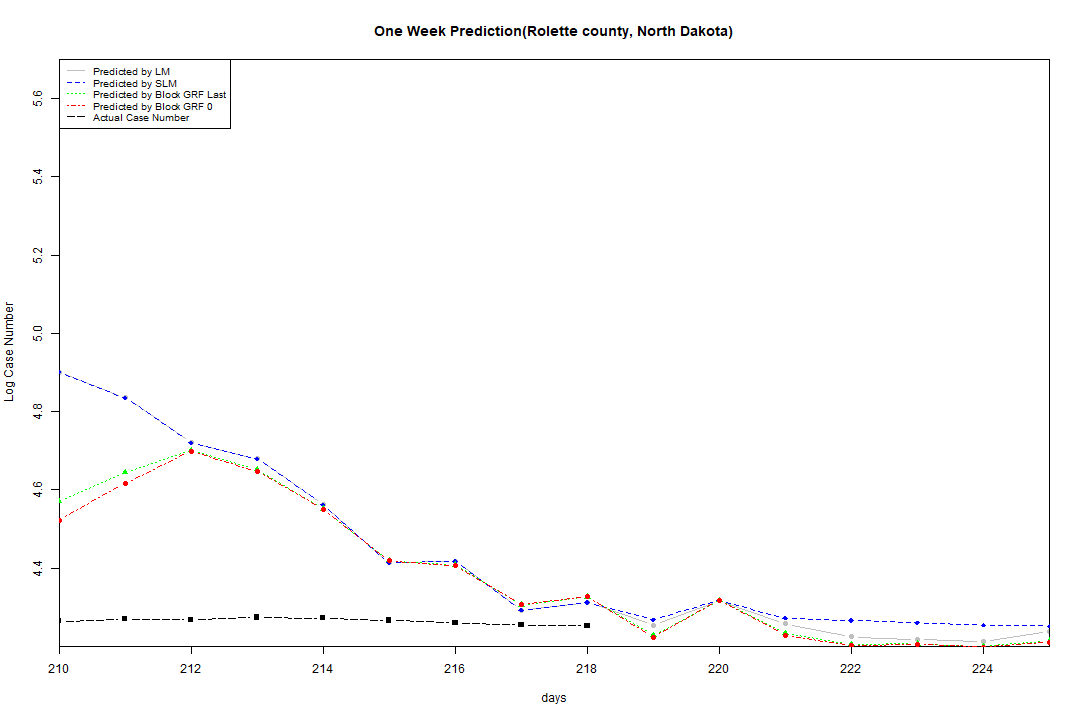 One Week Prediction(Rolette county, North Dakota)
Predicted by LM
Predicted by SLM
Predicted by Block GRF Last
Predicted by Block GRF 0
Actual Case Number
5.6
5.4
5.2
5.0
4.8
4.6
4.4
Log Case Number
210 212 214 216 218 220 222 224
days